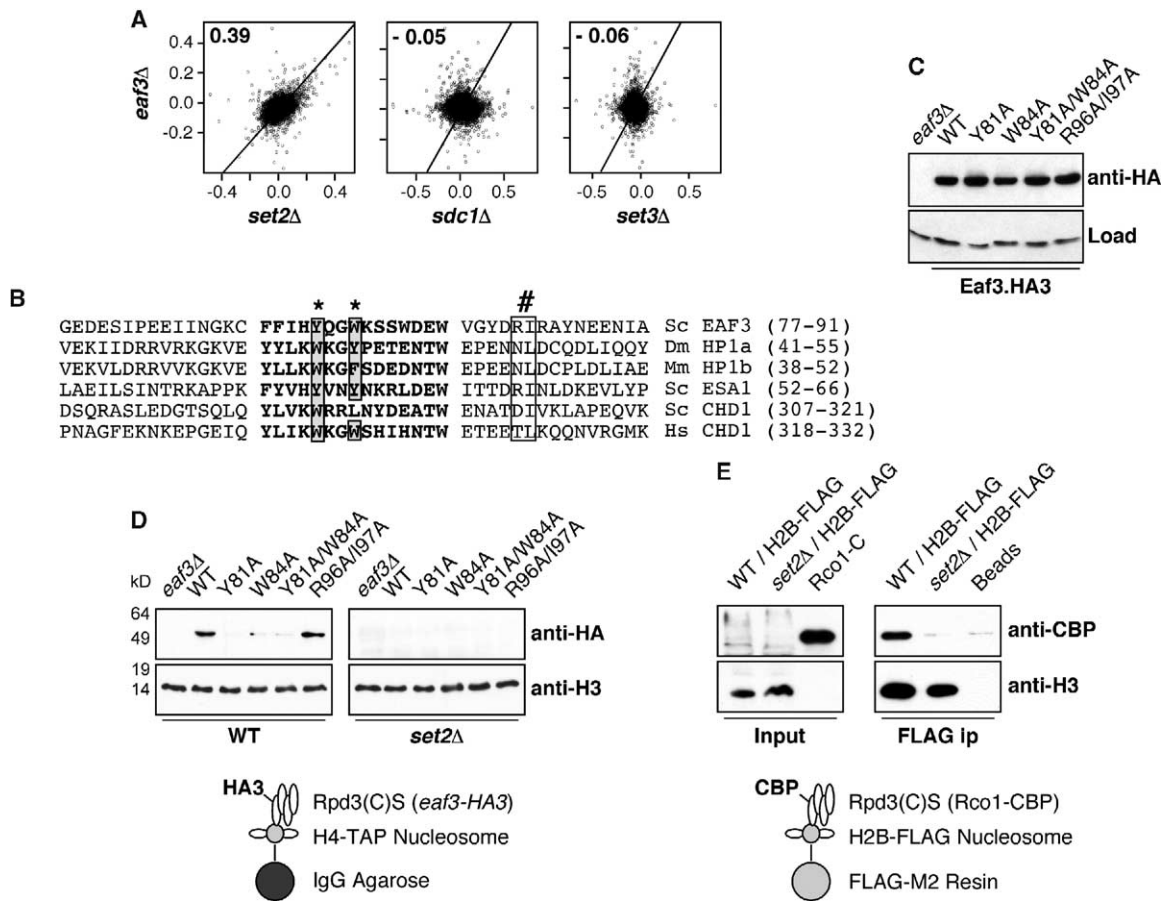 A
0.39
- 0.05
- 0.06
eaf3Δ
0.4
0.2
0.0
-0.2
-0.4 0.0 0.4
-0.5 0.0 0.5
-0.5 0.0 0.5
set2Δ
sdc1Δ
set3Δ
C
eaf3Δ
WT
Y81A
W84A
Y81A/W84A
R96A/I97A
anti-HA
Load
Eaf3.HA3
B
* * #
GEDESIPEEIINGKC FFIHYQGWKSSWDEW VGYDRIRAYNEENIA Sc EAF3 (77-91)
VEKIIDRRVRKGKVE YYLKWKGYPETENTW EPENNLDCQDLIQQY Dm HP1a (41-55)
VEKVLDRRVVKGKVE YLLKWKGFSDEDNTW EPEENLDCPDLIAE Mm HP1b (38-52)
LAEILSINTRKAPPK FYVHYVNYNKRLDEW ITTDRINLDKEVLYP Sc ESA1 (52-66)
DSQRASLEDGTSQLQ YLVKWRRLNYDEATW ENATDIVKLAPEQVK Sc CHD1 (307-321)
PNAGFEKNKEPGEIQ YLIKWKGWSHIHNTW ETEETLKQQNVRGMK Hs CHD1 (318-332)
D
kD
eaf3Δ
WT
Y81A
W84A
Y81A/W84A
R96A/I97A
eaf3Δ
WT
Y81A
W84A
Y81A/W84A
R96A/I97A
64
49
19
14
anti-HA
anti-H3
WT
set2Δ
HA3
Rpd3(C)S (eaf3-HA3)
H4-TAP Nucleosome
IgG Agarose
E
WT / H2B-FLAG
set2Δ / H2B-FLAG
Rco1-C
WT / H2B-FLAG
set2Δ / H2B-FLAG
Beads
anti-CBP
anti-H3
Input
FLAG ip
CBP
Rpd3(C)S (Rco1-CBP)
H2B-FLAG Nucleosome
FLAG-M2 Resin